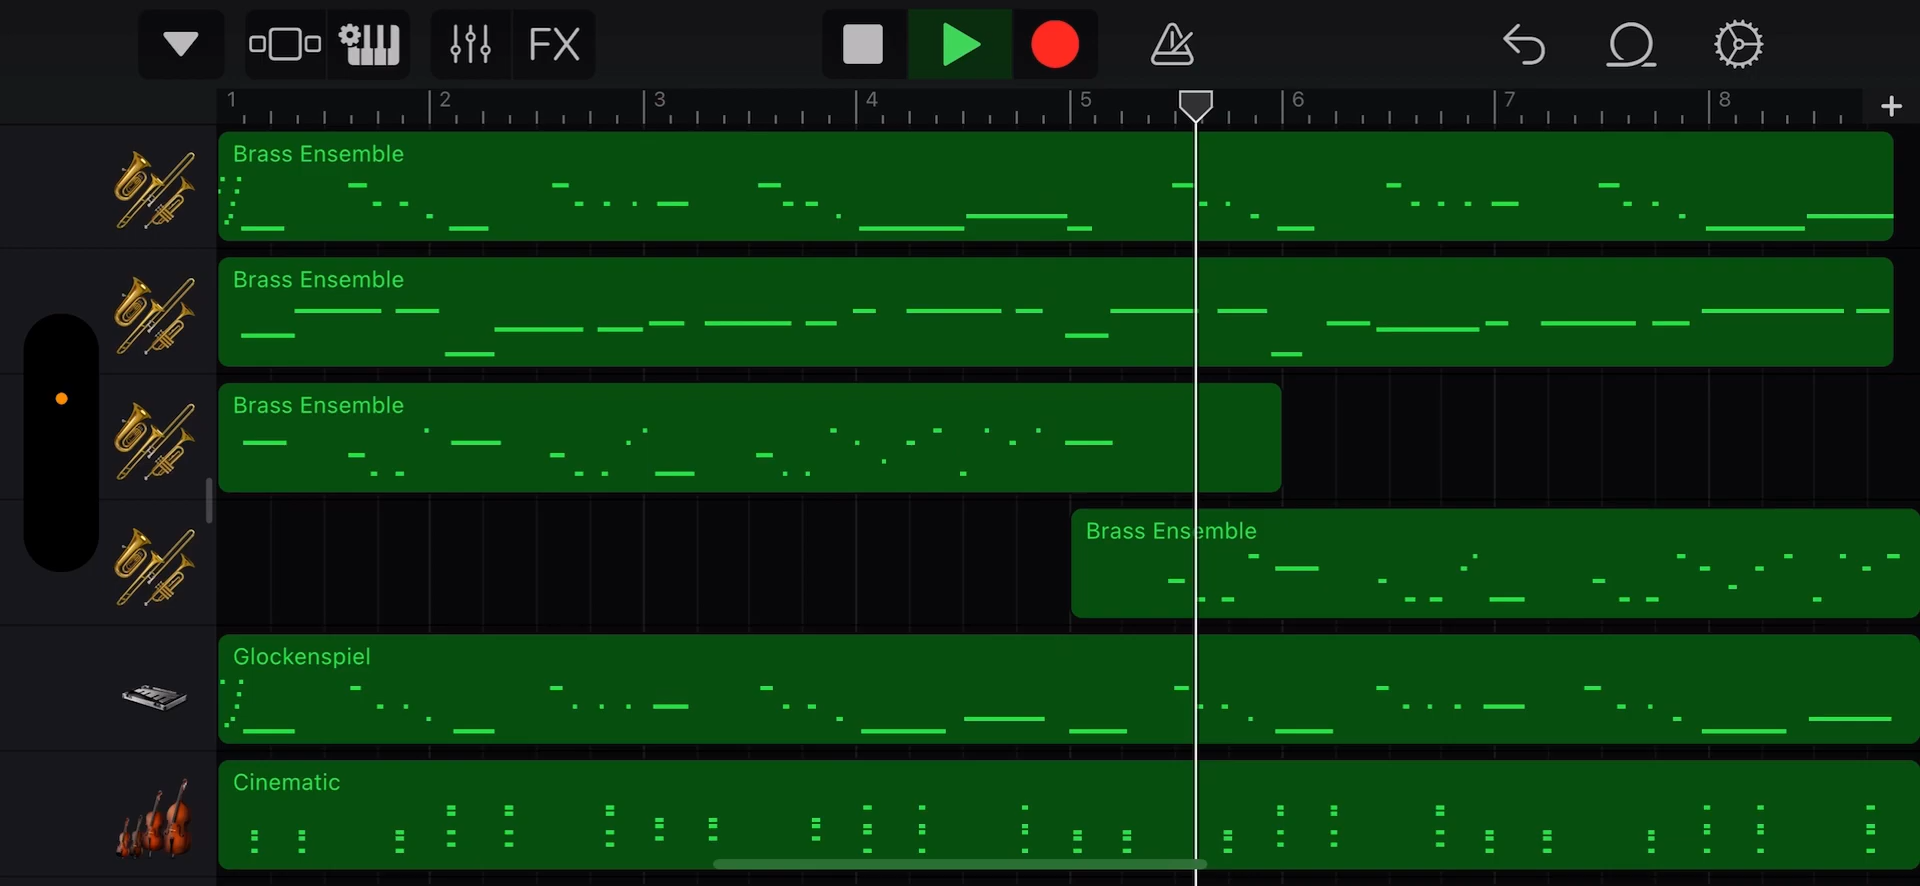 FX
1 2 3 4 5 6 7 8 +
Brass Ensemble
Brass Ensemble
Brass Ensemble
Brass Ensemble
Glockenspiel
Cinematic